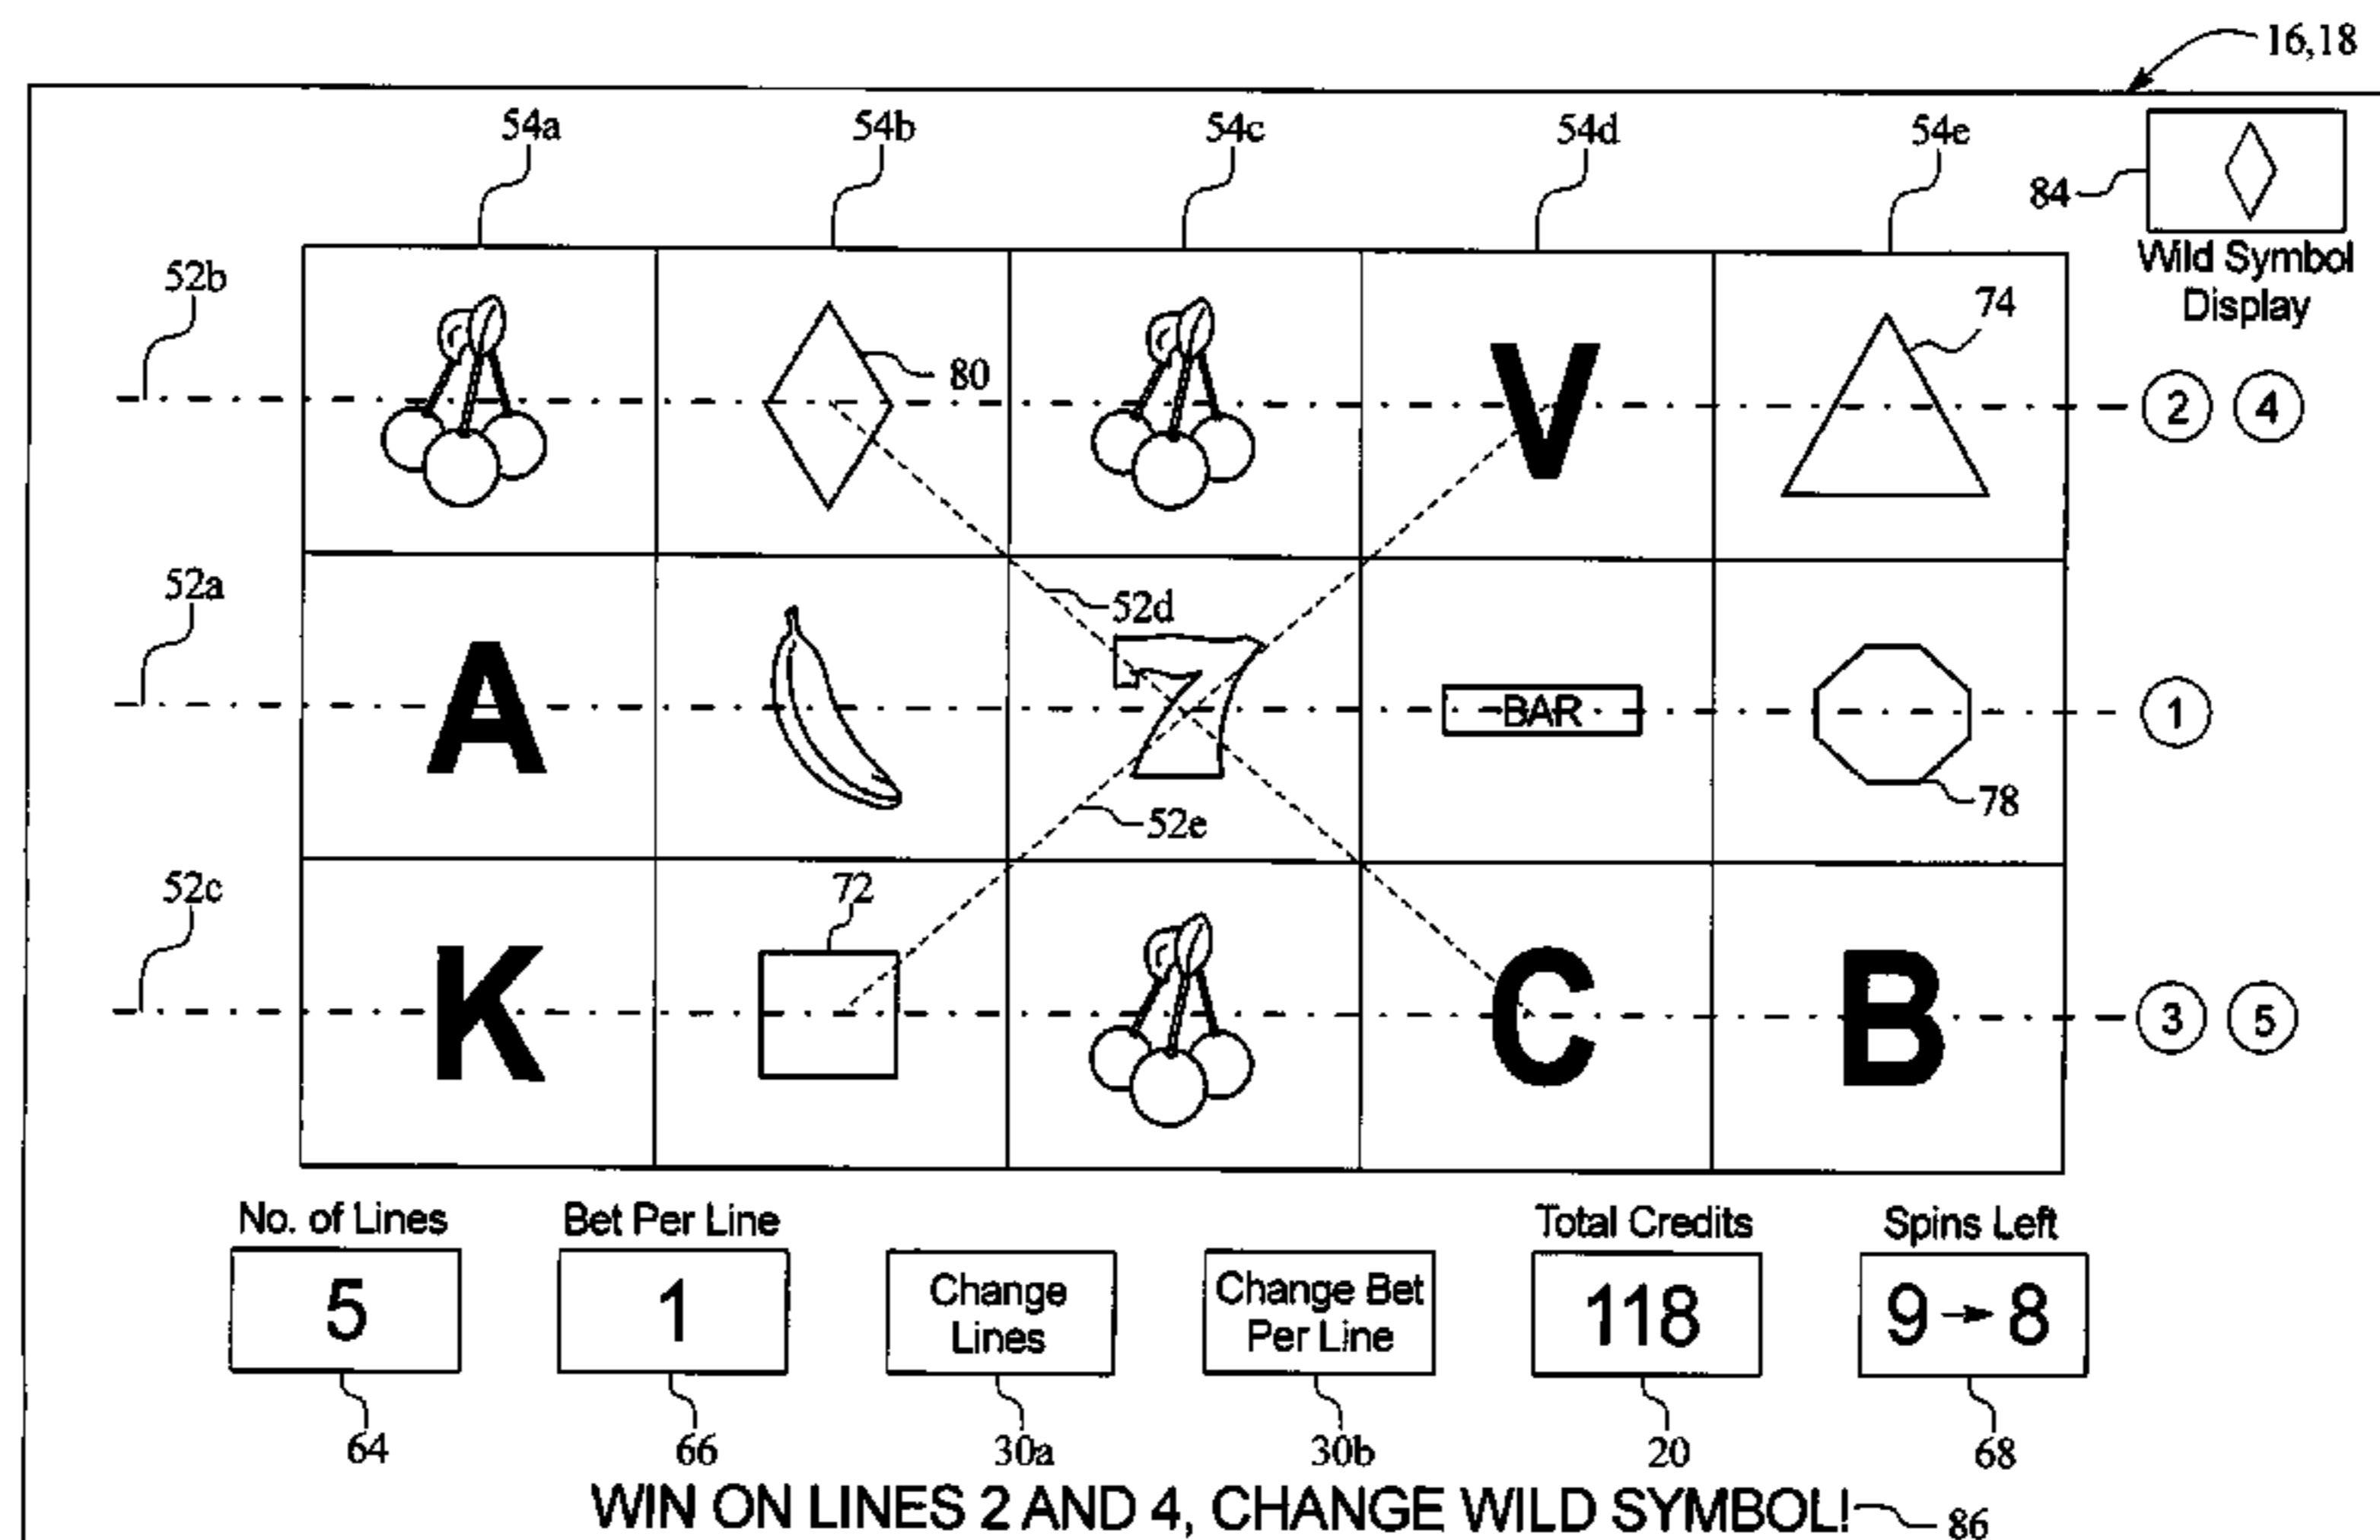 16,18
54a 54b 54c 54d 54e
84
Wild Symbol
Display
52b
80
V
74
2 4
52a
52d
A
7
BAR
1
78
52e
52c
72
K
C
B
3 5
No. of Lines Bet Per Line Total Credits Spins Left
5 1 Change Lines Change Bet Per Line 118 9→8
64 66 30a 30b 20 68
WIN ON LINES 2 AND 4, CHANGE WILD SYMBOL! 86